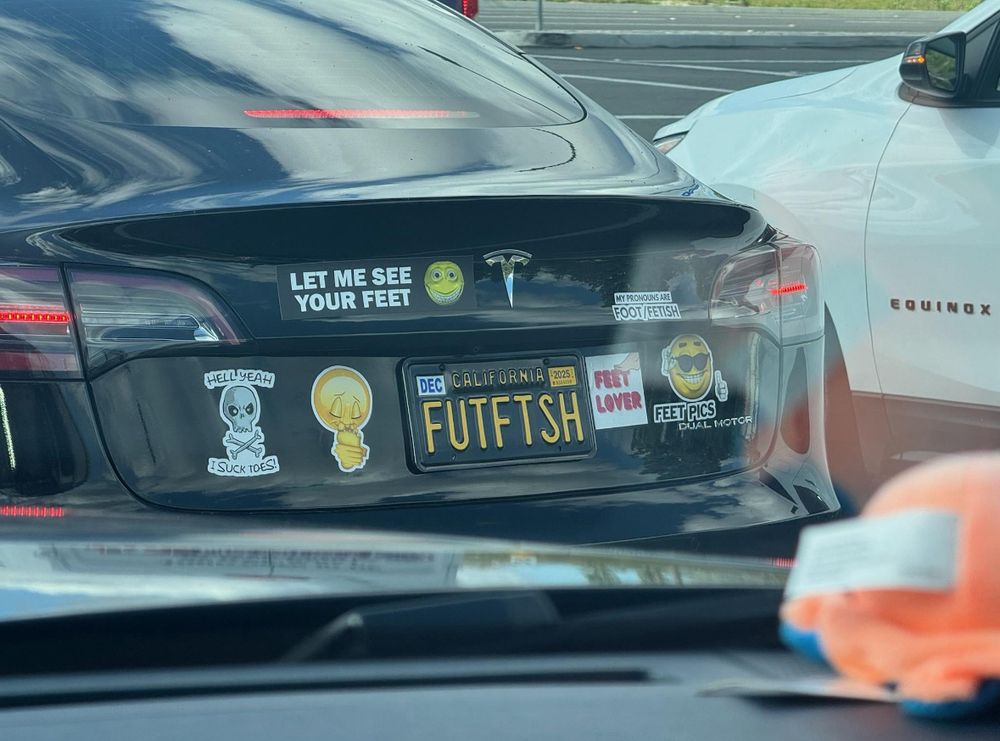 LET ME SEE
YOUR FEET
MY PRONOUNS ARE
FOOT/FETISH
EQUINOX
HELL YEAH
I SUCK TOES!
DEC
CALIFORNIA
2025
FUTFTSH
FEET
LOVER
FEET PICS
DUAL MOTOR